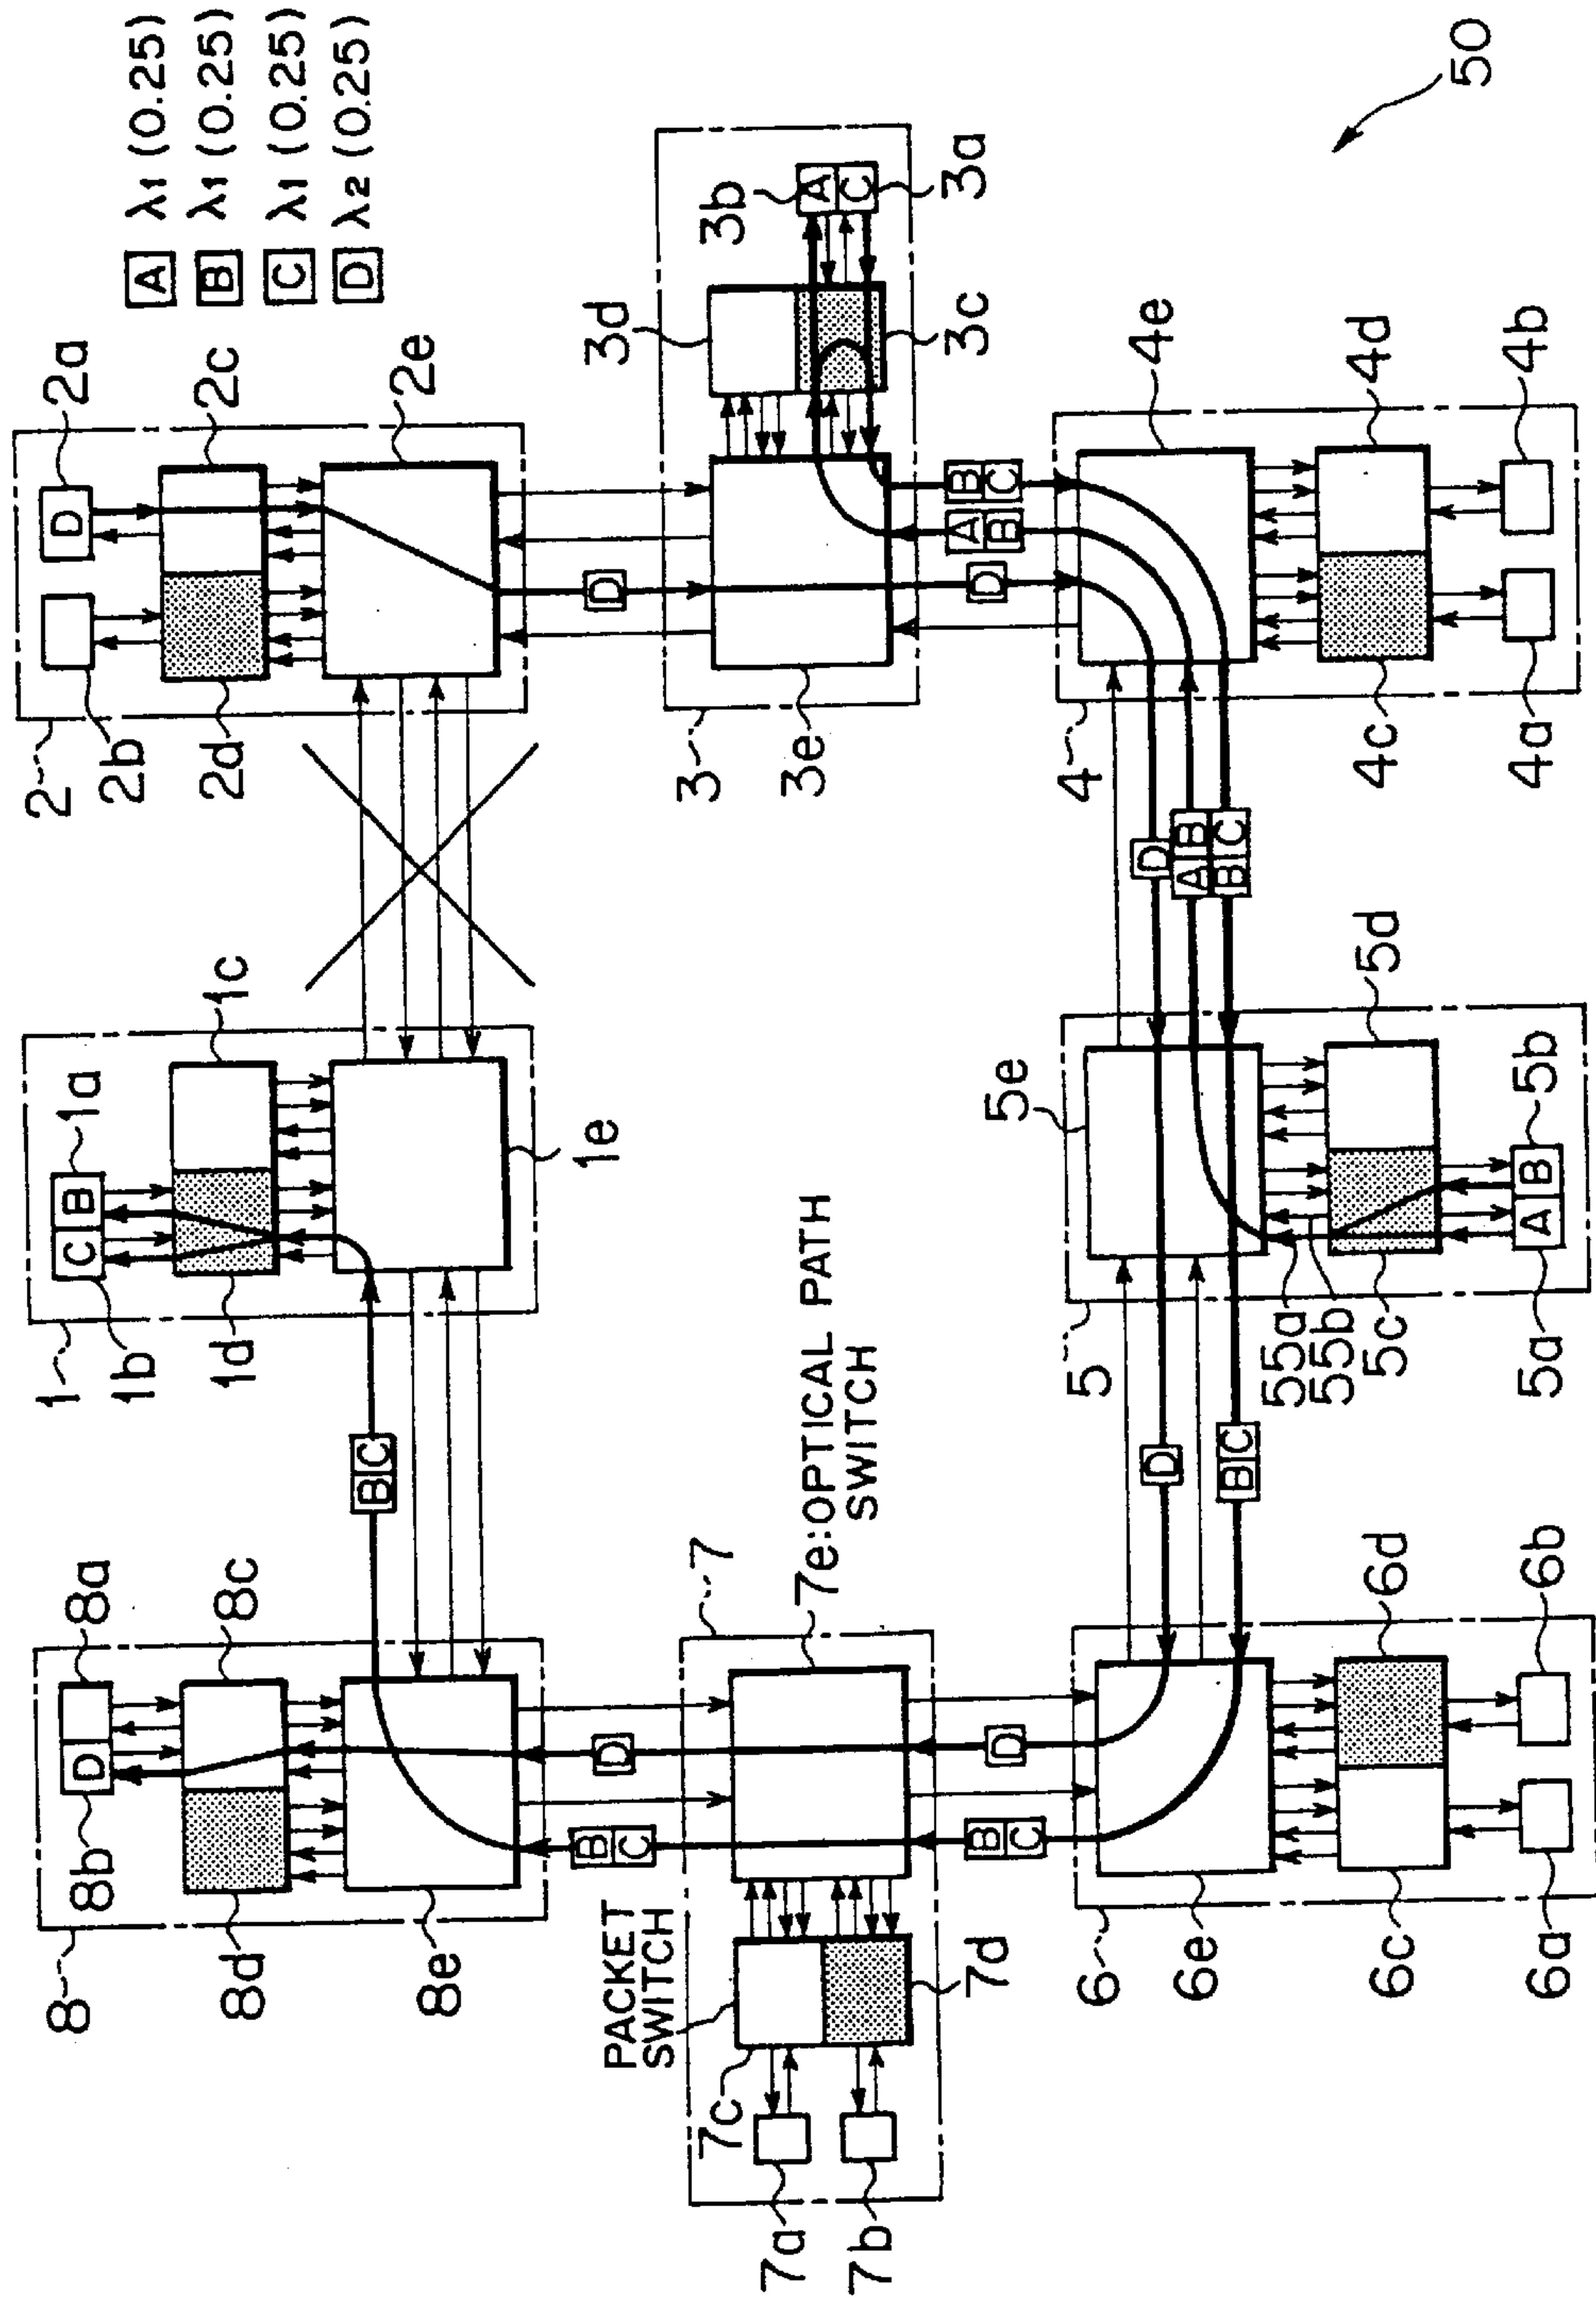 A λ1 (0.25)
B λ1 (0.25)
C λ1 (0.25)
D λ2 (0.25)
50
8
8a
8b
D
8c
8d
8e
1
1a
1b
C B
1c
1d
1e
2
2a
D
2b
2c
2d
2e
B C
D
D
B C
7
7a
7b
7c
7d
PACKET
SWITCH
7e:OPTICAL PATH
SWITCH
3
3a
3b
A
C
3c
3d
3e
D
B C
D
A B
B C
6
6a
6b
6c
6d
6e
D
B C
5
5a
5b
A B
5c
5d
5e
55a
55b
D
A B
B C
4
4a
4b
4c
4d
4e